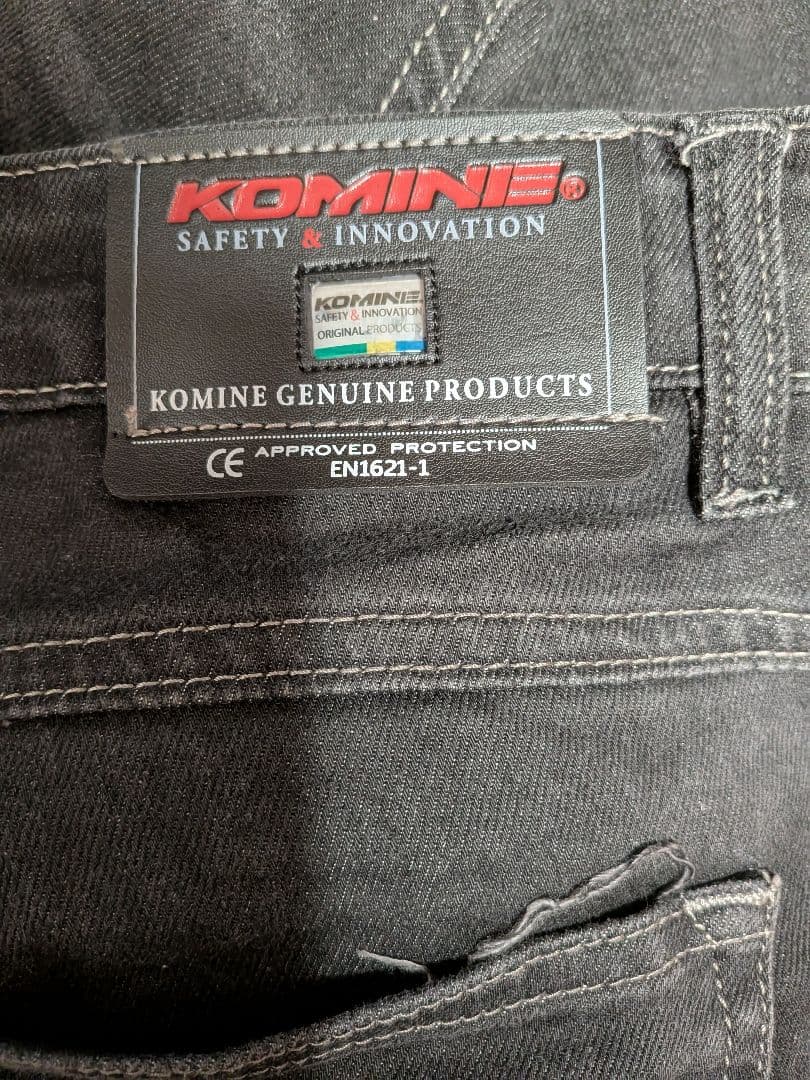 KOMINE®
SAFETY & INNOVATION
KOMINE
SAFETY & INNOVATION
ORIGINAL PRODUCTS
KOMINE GENUINE PRODUCTS
CE APPROVED PROTECTION
EN1621-1